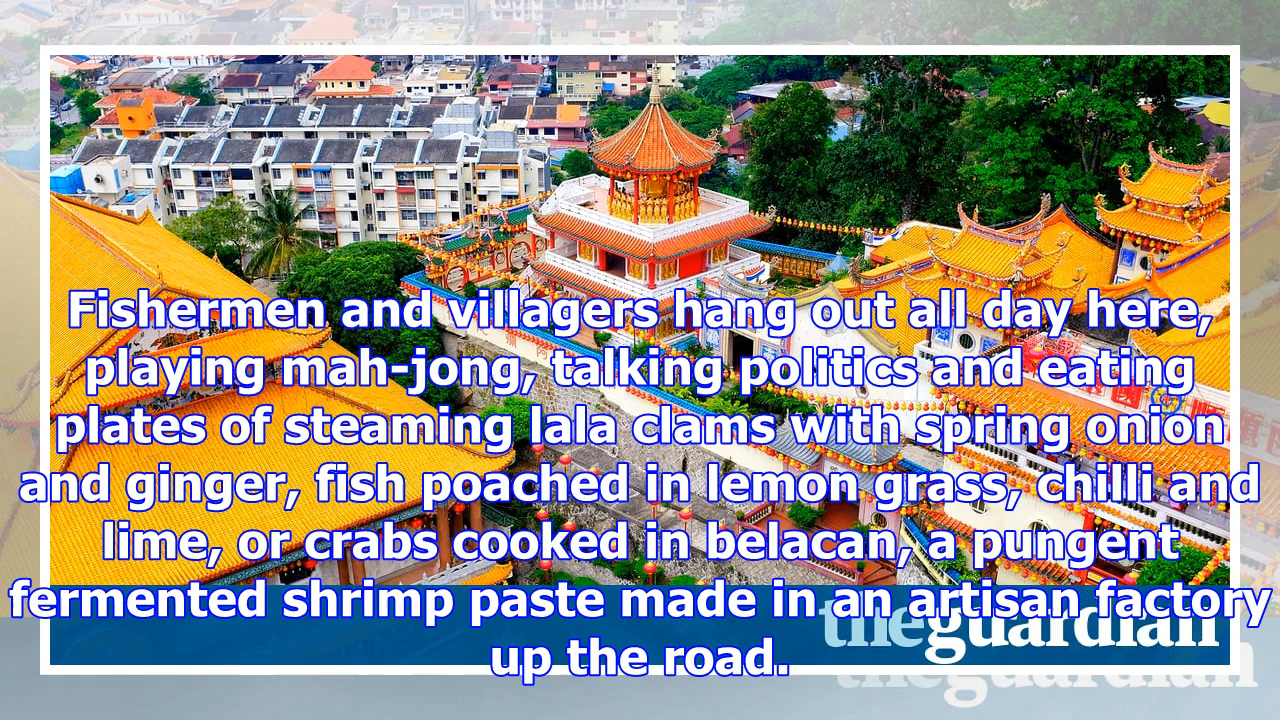 Fishermen and villagers hang out all day here,
playing mah-jong, talking politics and eating
plates of steaming lala clams with spring onion
and ginger, fish poached in lemon grass, chilli and
lime, or crabs cooked in belacan, a pungent
fermented shrimp paste made in an artisan factory
up the road.
theguardian
theguardian